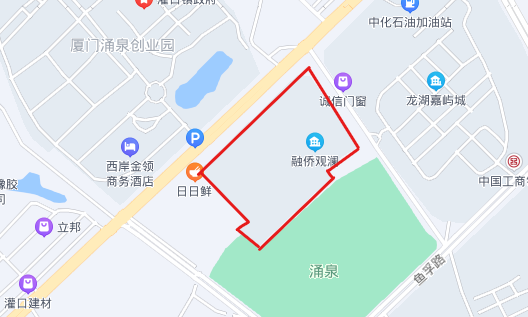 灌口镇政府
中化石油加油站
厦门涌泉创业园
诚信门窗
龙湖嘉屿城
P
西岸金领
商务酒店
融侨观澜
中国工商
日日鲜
橡胶
司
立邦
涌泉
鱼孚路
灌口建材